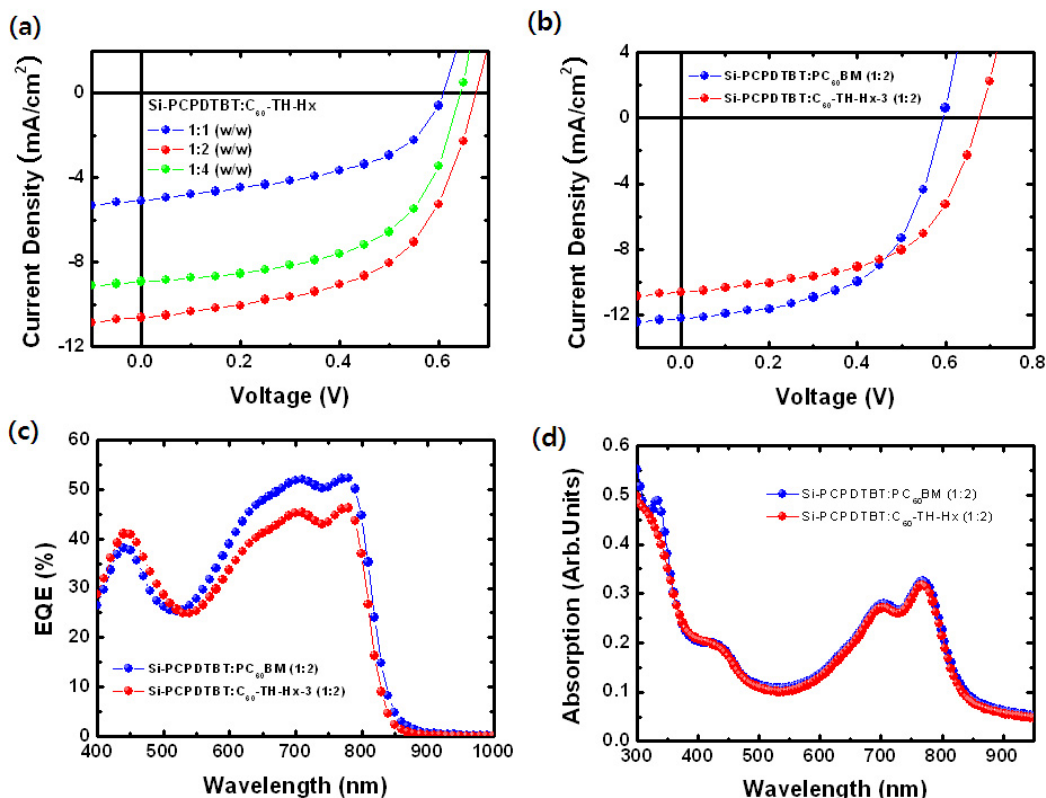 (a)
Current Density (mA/cm²)
0
-4
-8
-12
Si-PCPDTBT:C₆₀-TH-Hx
1:1 (w/w)
1:2 (w/w)
1:4 (w/w)
0.0 0.2 0.4 0.6
Voltage (V)
(b)
Current Density (mA/cm²)
4
0
-4
-8
-12
Si-PCPDTBT:PC₆₀BM (1:2)
Si-PCPDTBT:C₆₀-TH-Hx-3 (1:2)
0.0 0.2 0.4 0.6 0.8
Voltage (V)
(c)
EQE (%)
60
50
40
30
20
10
0
Si-PCPDTBT:PC₆₀BM (1:2)
Si-PCPDTBT:C₆₀-TH-Hx-3 (1:2)
400 500 600 700 800 900 1000
Wavelength (nm)
(d)
Absorption (Arb.Units)
0.6
0.5
0.4
0.3
0.2
0.1
0.0
Si-PCPDTBT:PC₆₀BM (1:2)
Si-PCPDTBT:C₆₀-TH-Hx (1:2)
300 400 500 600 700 800 900
Wavelength (nm)